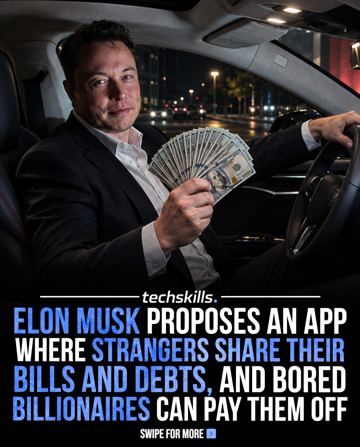 techskills.
ELON MUSK PROPOSES AN APP
WHERE STRANGERS SHARE THEIR
BILLS AND DEBTS, AND BORED
BILLIONAIRES CAN PAY THEM OFF
SWIPE FOR MORE